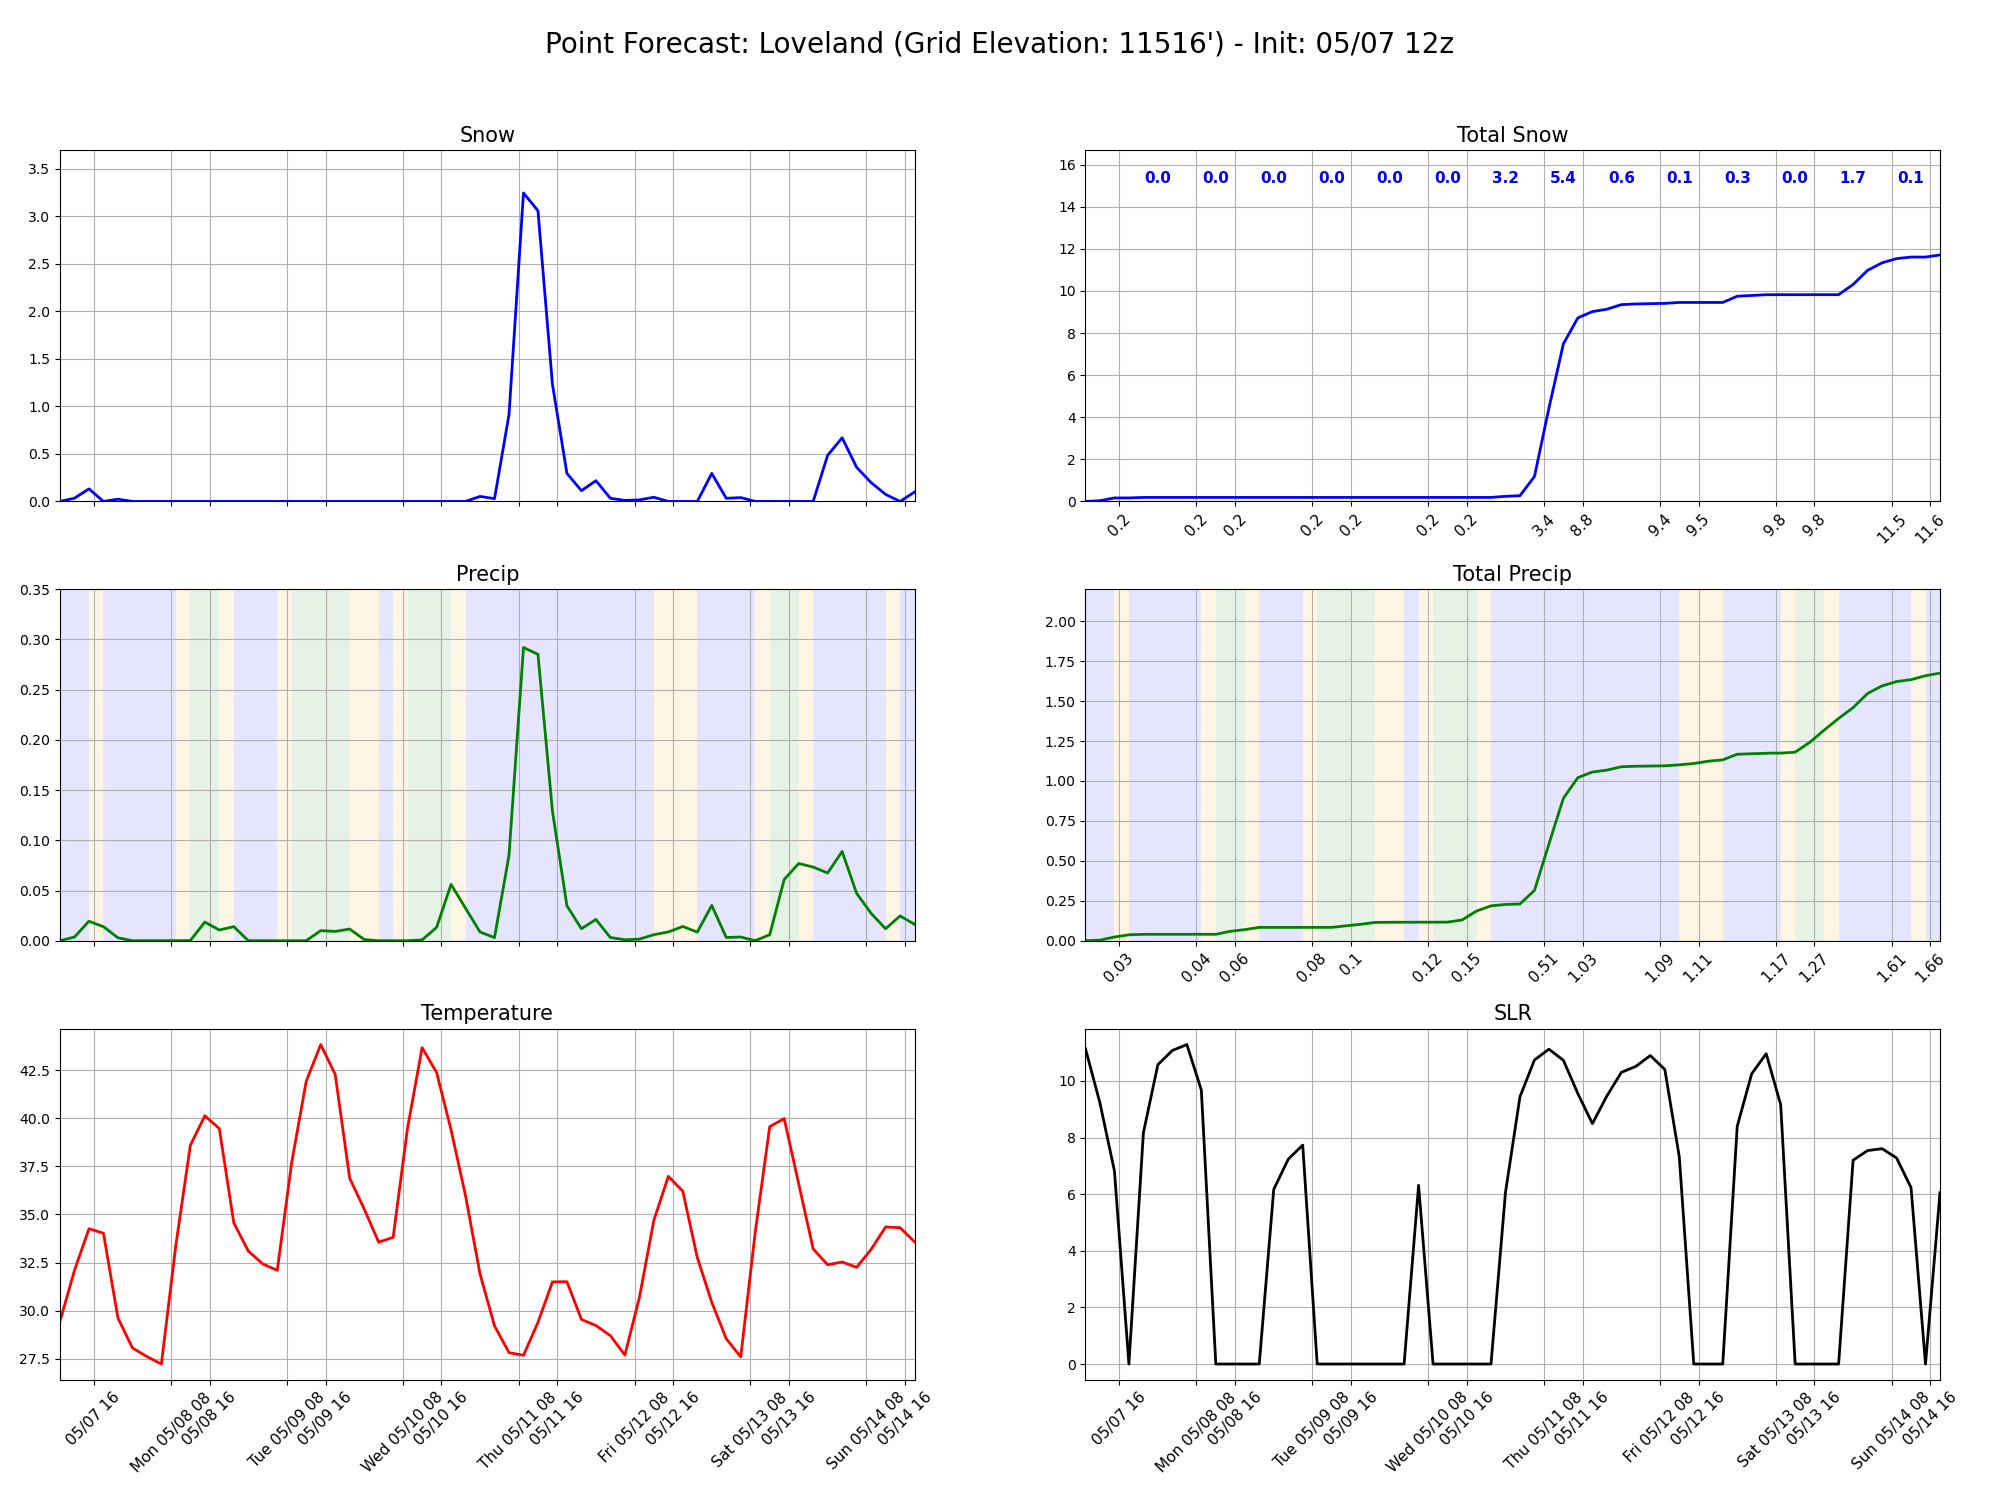 Point Forecast: Loveland (Grid Elevation: 11516') - Init: 05/07 12z
Snow
3.5
3.0
2.5
2.0
1.5
1.0
0.5
0.0
Total Snow
16
14
12
10
8
6
4
2
0
0.0 0.0 0.0 0.0 0.0 0.0 3.2 5.4 0.6 0.1 0.3 0.0 1.7 0.1
0.2 0.2 0.2 0.2 0.2 0.2 0.2 3.4 8.8 9.4 9.5 9.8 9.8 11.5 11.6
Precip
0.35
0.30
0.25
0.20
0.15
0.10
0.05
0.00
Total Precip
2.00
1.75
1.50
1.25
1.00
0.75
0.50
0.25
0.00
0.03 0.04 0.06 0.08 0.1 0.12 0.15 0.51 1.03 1.09 1.11 1.17 1.27 1.61 1.66
Temperature
42.5
40.0
37.5
35.0
32.5
30.0
27.5
05/07 16
Mon 05/08 08
05/08 16
Tue 05/09 08
05/09 16
Wed 05/10 08
05/10 16
Thu 05/11 08
05/11 16
Fri 05/12 08
05/12 16
Sat 05/13 08
05/13 16
Sun 05/14 08
05/14 16
SLR
10
8
6
4
2
0
05/07 16
Mon 05/08 08
05/08 16
Tue 05/09 08
05/09 16
Wed 05/10 08
05/10 16
Thu 05/11 08
05/11 16
Fri 05/12 08
05/12 16
Sat 05/13 08
05/13 16
Sun 05/14 08
05/14 16